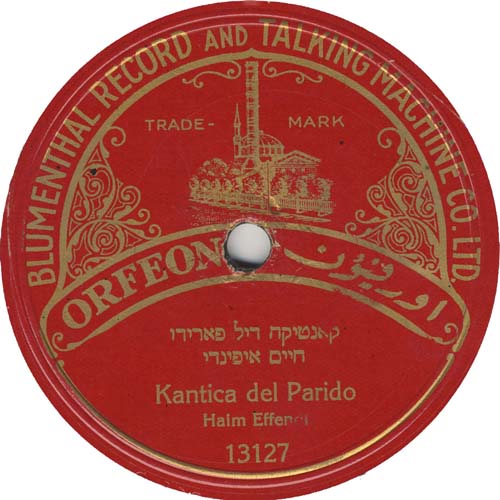 BLUMENTHAL RECORD AND TALKING MACHINE CO. LTD
TRADE-MARK
ORFEON اورفئون
קאנטיקה דיל פארידו
חיים איפינדי
Kantica del Parido
Haim Effendi
13127